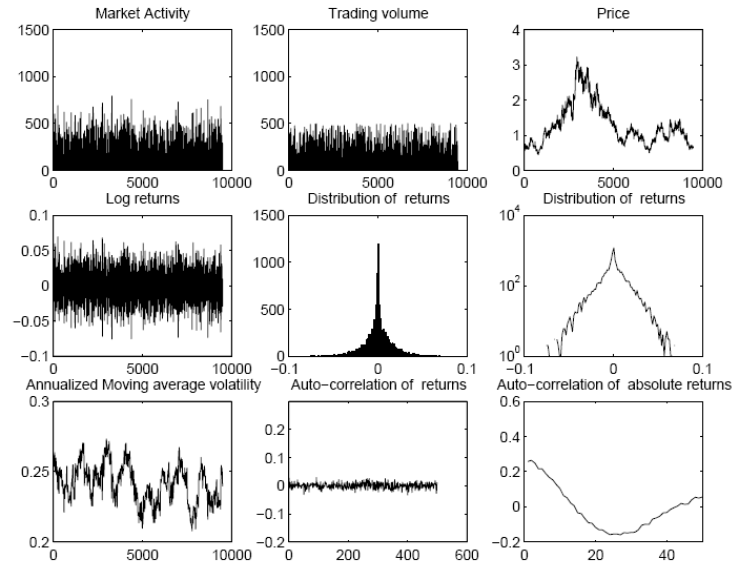 Market Activity
Trading volume
Price
1500
1000
500
0
0 5000 10000
1500
1000
500
0
0 5000 10000
4
3
2
1
0
0 5000 10000
Log returns
Distribution of returns
Distribution of returns
0.1
0.05
0
−0.05
−0.1
0 5000 10000
1500
1000
500
0
−0.1 0 0.1
10^4
10^2
10^0
−0.1 0 0.1
Annualized Moving average volatility
Auto−correlation of returns
Auto−correlation of absolute returns
0.3
0.25
0.2
0 5000 10000
0.2
0.1
0
−0.1
−0.2
0 200 400 600
0.6
0.4
0.2
0
−0.2
0 20 40